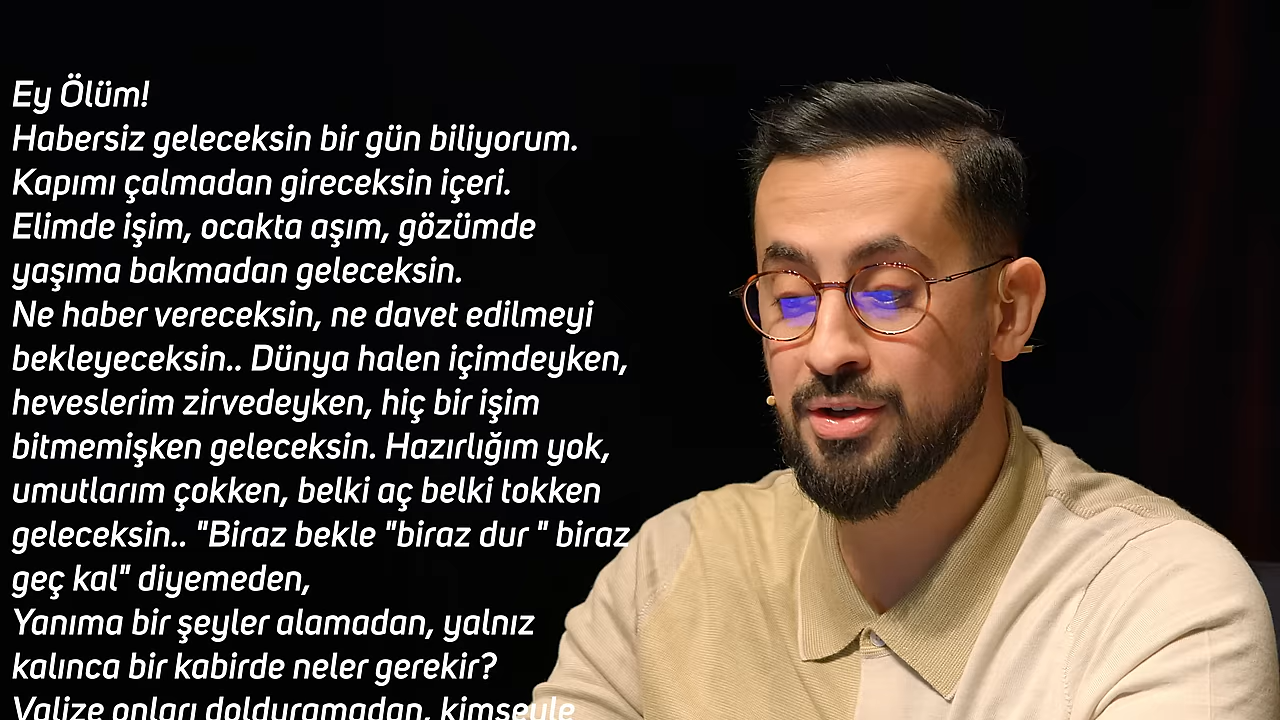 Ey Ölüm!
Habersiz geleceksin bir gün biliyorum.
Kapımı çalmadan gireceksin içeri.
Elimde işim, ocakta aşım, gözümde
yaşıma bakmadan geleceksin.
Ne haber vereceksin, ne davet edilmeyi
bekleyeceksin.. Dünya halen içimdeyken,
heveslerim zirvedeyken, hiç bir işim
bitmemişken geleceksin. Hazırlığım yok,
umutlarım çokken, belki aç belki tokken
geleceksin.. "Biraz bekle "biraz dur " biraz
geç kal" diyemeden,
Yanıma bir şeyler alamadan, yalnız
kalınca bir kabirde neler gerekir?
Valize onları dolduramadan, kimseyle